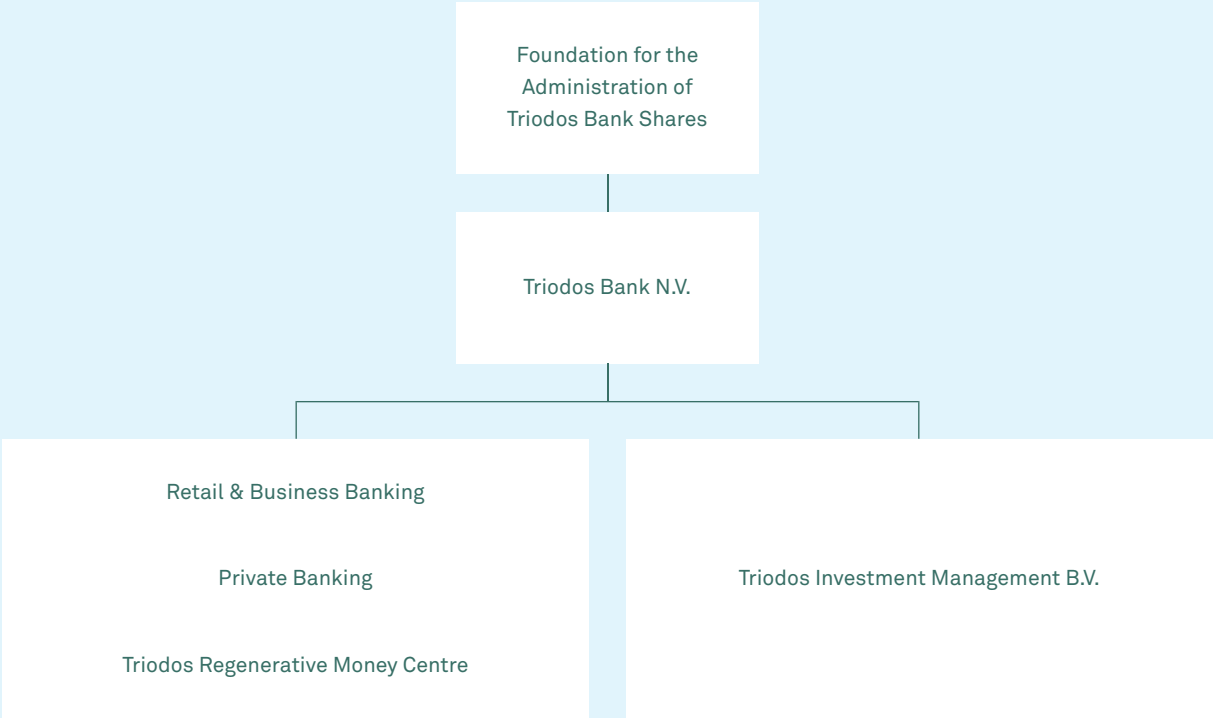 Foundation for the
Administration of
Triodos Bank Shares
Triodos Bank N.V.
Retail & Business Banking
Private Banking
Triodos Regenerative Money Centre
Triodos Investment Management B.V.